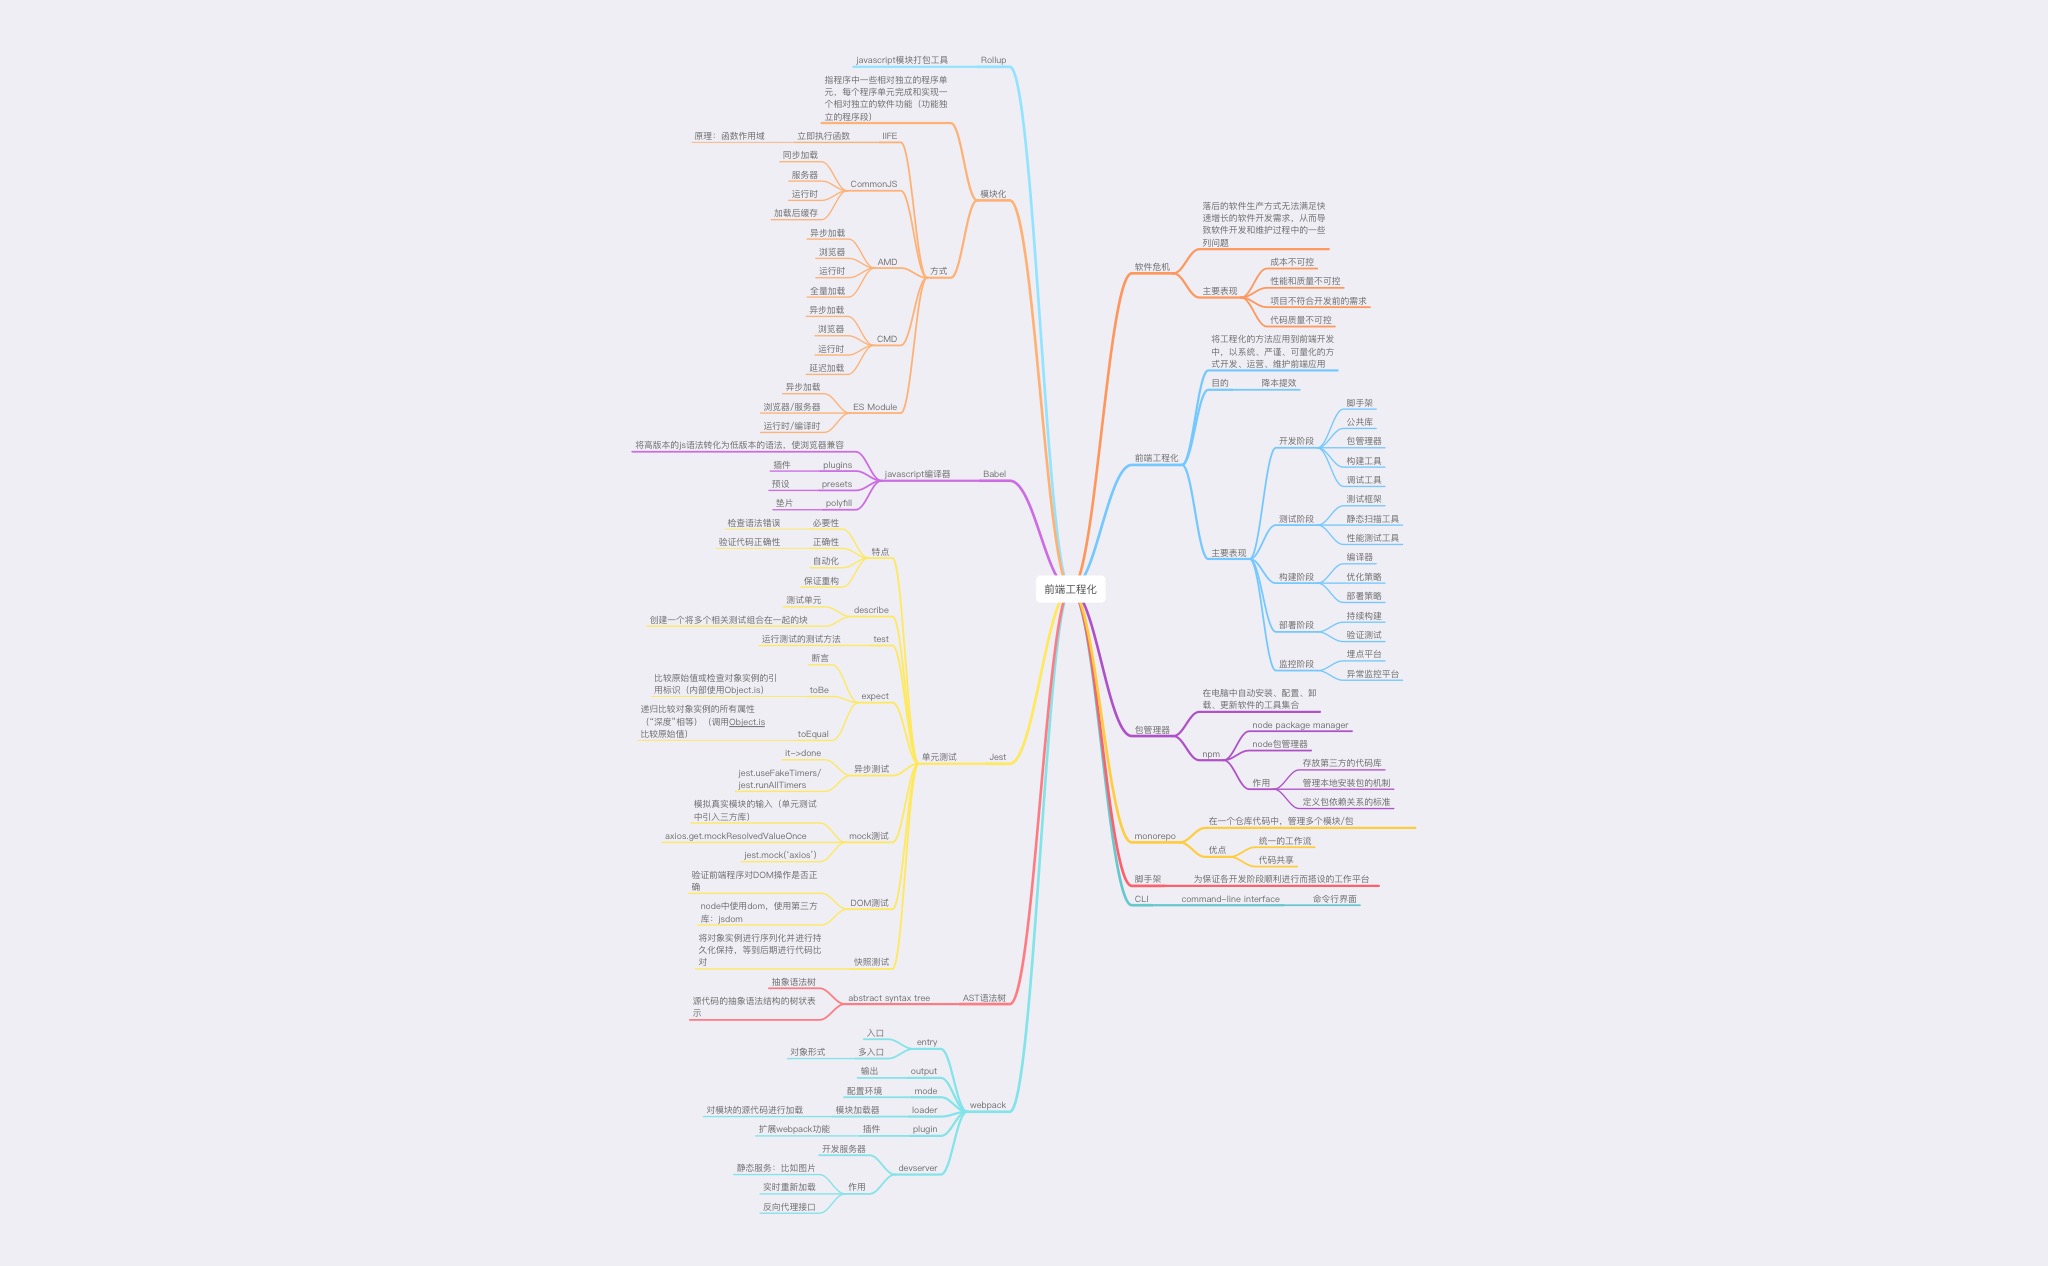 前端工程化
软件危机
落后的软件生产方式无法满足快
速增长的软件开发需求，从而导
致软件开发和维护过程中的一些
列问题
主要表现
成本不可控
性能和质量不可控
项目不符合开发前的需求
代码质量不可控
前端工程化
将工程化的方法应用到前端开发
中，以系统、严谨、可量化的方
式开发、运营、维护前端应用
目的
降本提效
主要表现
开发阶段
脚手架
公共库
包管理器
构建工具
调试工具
测试阶段
测试框架
静态扫描工具
性能测试工具
构建阶段
编译器
优化策略
部署策略
部署阶段
持续构建
验证测试
监控阶段
埋点平台
异常监控平台
包管理器
在电脑中自动安装、配置、卸
载、更新软件的工具集合
npm
node package manager
node包管理器
作用
存放第三方的代码库
管理本地安装包的机制
定义包依赖关系的标准
monorepo
在一个仓库代码中，管理多个模块/包
优点
统一的工作流
代码共享
脚手架
为保证各开发阶段顺利进行而搭设的工作平台
CLI
command-line interface
命令行界面
Rollup
javascript模块打包工具
模块化
指程序中一些相对独立的程序单
元，每个程序单元完成和实现一
个相对独立的软件功能（功能独
立的程序段）
方式
IIFE
立即执行函数
原理：函数作用域
CommonJS
同步加载
服务器
运行时
加载后缓存
AMD
异步加载
浏览器
运行时
全量加载
CMD
异步加载
浏览器
运行时
延迟加载
ES Module
异步加载
浏览器/服务器
运行时/编译时
Babel
javascript编译器
将高版本的js语法转化为低版本的语法，使浏览器兼容
plugins
插件
presets
预设
polyfill
垫片
Jest
单元测试
特点
必要性
检查语法错误
正确性
验证代码正确性
自动化
保证重构
describe
测试单元
创建一个将多个相关测试组合在一起的块
test
运行测试的测试方法
expect
断言
toBe
比较原始值或检查对象实例的引
用标识（内部使用Object.is）
toEqual
递归比较对象实例的所有属性
（“深度”相等）（调用Object.is
比较原始值）
异步测试
It->done
jest.useFakeTimers/
jest.runAllTimers
mock测试
模拟真实模块的输入（单元测试
中引入三方库）
axios.get.mockResolvedValueOnce
jest.mock('axios')
DOM测试
验证前端程序对DOM操作是否正
确
node中使用dom，使用第三方
库：jsdom
快照测试
将对象实例进行序列化并进行持
久化保持，等到后期进行代码比
对
AST语法树
abstract syntax tree
抽象语法树
源代码的抽象语法结构的树状表
示
webpack
entry
入口
多入口
对象形式
output
输出
mode
配置环境
loader
模块加载器
对模块的源代码进行加载
plugin
插件
扩展webpack功能
devserver
开发服务器
作用
静态服务：比如图片
实时重新加载
反向代理接口